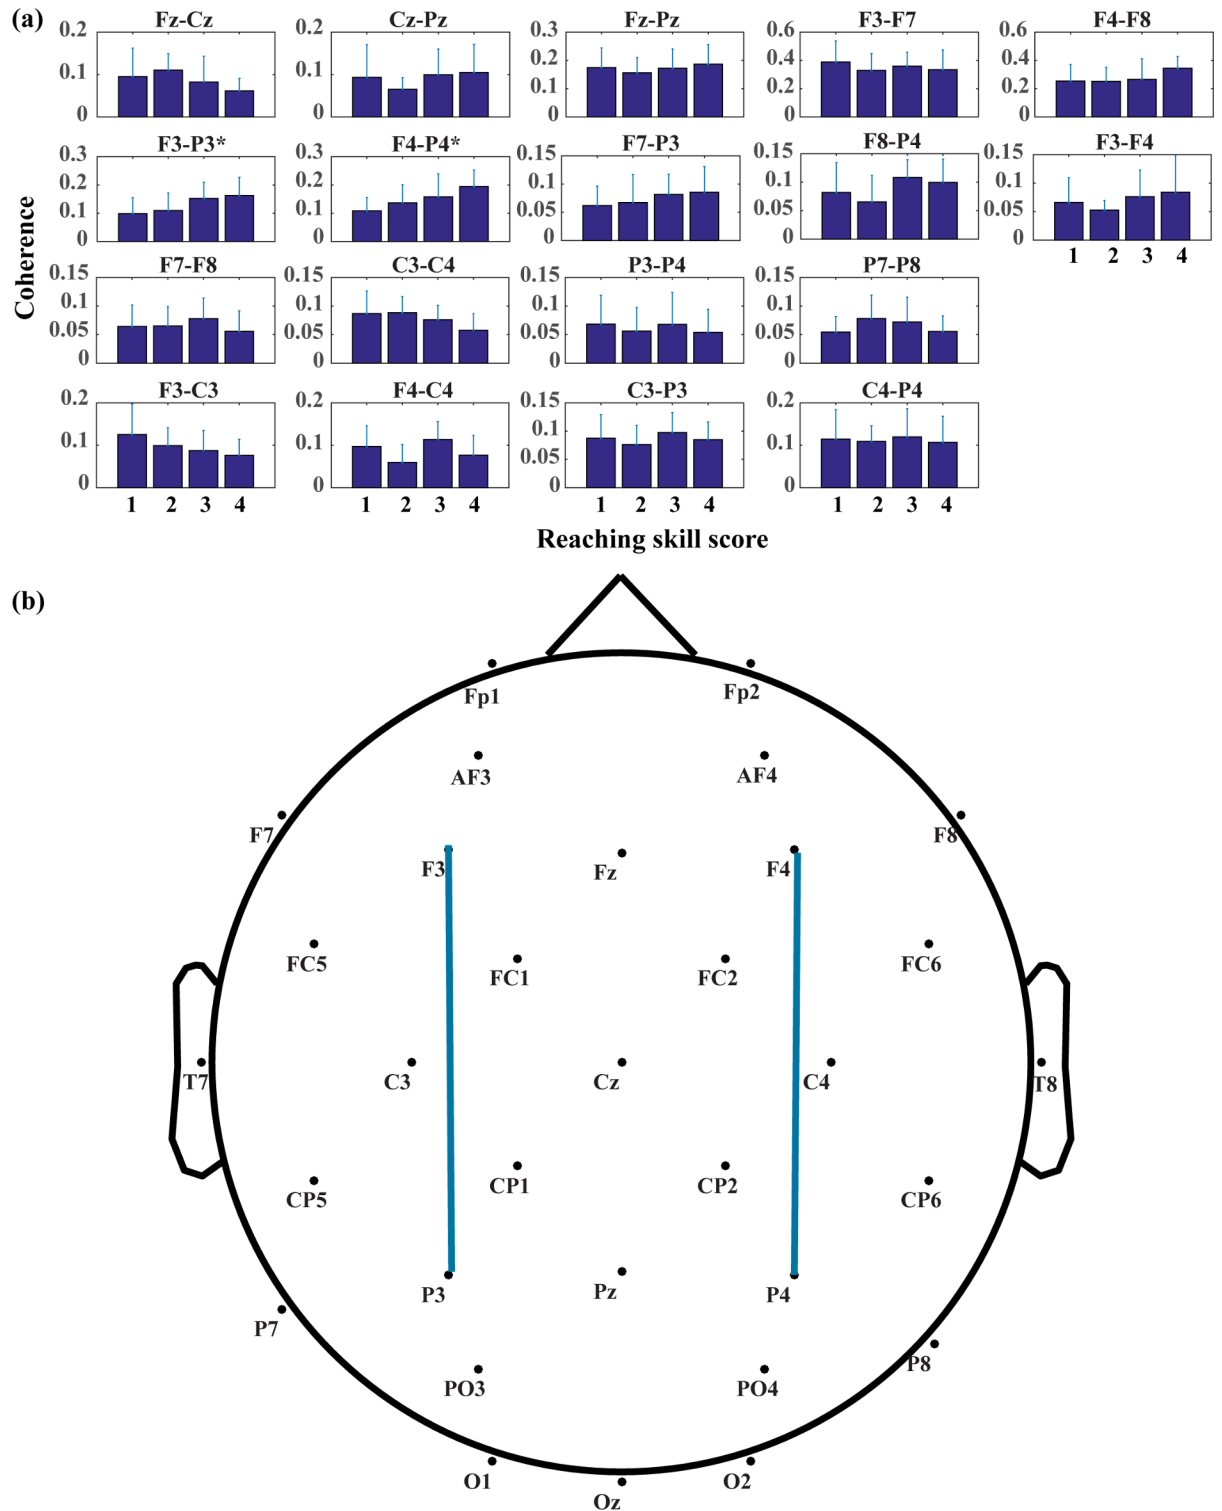 (a)
Fz-Cz Cz-Pz Fz-Pz F3-F7 F4-F8
0.2 0.2 0.3 0.6 0.6
0.2 0.4 0.4
0.1 0.1 0.1 0.2 0.2
0 0 0 0 0
F3-P3* F4-P4* F7-P3 F8-P4 F3-F4
0.3 0.3 0.15 0.15 0.15
0.2 0.2 0.1 0.1 0.1
0.1 0.1 0.05 0.05 0.05
0 0 0 0 0
1 2 3 4
F7-F8 C3-C4 P3-P4 P7-P8
0.15 0.15 0.15 0.15
0.1 0.1 0.1 0.1
0.05 0.05 0.05 0.05
0 0 0 0
F3-C3 F4-C4 C3-P3 C4-P4
0.2 0.2 0.15 0.2
0.1 0.1 0.1 0.1
0.05
0 0 0 0
1 2 3 4 1 2 3 4 1 2 3 4 1 2 3 4
Coherence
Reaching skill score
(b)
Fp1 Fp2
AF3 AF4
F7 F8
F3 Fz F4
FC5 FC1 FC2 FC6
T7 C3 Cz C4 T8
CP5 CP1 CP2 CP6
P3 Pz P4
P7 P8
PO3 PO4
O1 O2
Oz